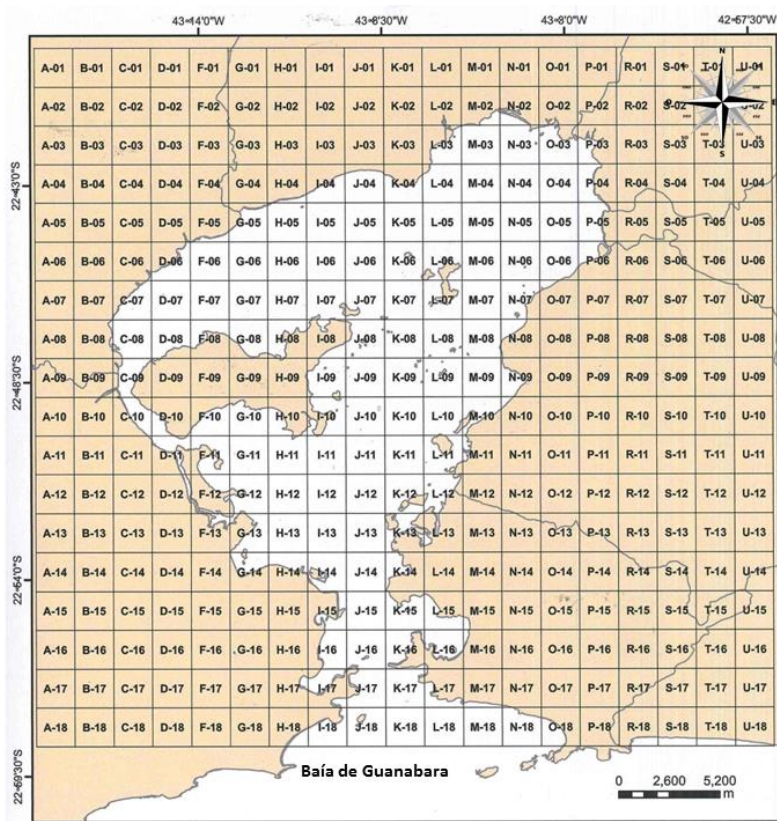 43°44'0"W 43°8'30"W 43°8'0"W 42°67'30"W
N
A-01 B-01 C-01 D-01 F-01 G-01 H-01 I-01 J-01 K-01 L-01 M-01 N-01 O-01 P-01 R-01 S-01 T-01 U-01
A-02 B-02 C-02 D-02 F-02 G-02 H-02 I-02 J-02 K-02 L-02 M-02 N-02 O-02 P-02 R-02 S-02 U-02
A-03 B-03 C-03 D-03 F-03 G-03 H-03 I-03 J-03 K-03 L-03 M-03 N-03 O-03 P-03 R-03 S-03 T-03 U-03
S
22°43'0"S
A-04 B-04 C-04 D-04 F-04 G-04 H-04 I-04 J-04 K-04 L-04 M-04 N-04 O-04 P-04 R-04 S-04 T-04 U-04
A-05 B-05 C-05 D-05 F-05 G-05 H-05 I-05 J-05 K-05 L-05 M-05 N-05 O-05 P-05 R-05 S-05 T-05 U-05
A-06 B-06 C-06 D-06 F-06 G-06 H-06 I-06 J-06 K-06 L-06 M-06 N-06 O-06 P-06 R-06 S-06 T-06 U-06
A-07 B-07 C-07 D-07 F-07 G-07 H-07 I-07 J-07 K-07 L-07 M-07 N-07 O-07 P-07 R-07 S-07 T-07 U-07
A-08 B-08 C-08 D-08 F-08 G-08 H-08 I-08 J-08 K-08 L-08 M-08 N-08 O-08 P-08 R-08 S-08 T-08 U-08
22°48'30"S
A-09 B-09 C-09 D-09 F-09 G-09 H-09 I-09 J-09 K-09 L-09 M-09 N-09 O-09 P-09 R-09 S-09 T-09 U-09
A-10 B-10 C-10 D-10 F-10 G-10 H-10 I-10 J-10 K-10 L-10 M-10 N-10 O-10 P-10 R-10 S-10 T-10 U-10
A-11 B-11 C-11 D-11 F-11 G-11 H-11 I-11 J-11 K-11 L-11 M-11 N-11 O-11 P-11 R-11 S-11 T-11 U-11
A-12 B-12 C-12 D-12 F-12 G-12 H-12 I-12 J-12 K-12 L-12 M-12 N-12 O-12 P-12 R-12 S-12 T-12 U-12
A-13 B-13 C-13 D-13 F-13 G-13 H-13 I-13 J-13 K-13 L-13 M-13 N-13 O-13 P-13 R-13 S-13 T-13 U-13
22°54'0"S
A-14 B-14 C-14 D-14 F-14 G-14 H-14 I-14 J-14 K-14 L-14 M-14 N-14 O-14 P-14 R-14 S-14 T-14 U-14
A-15 B-15 C-15 D-15 F-15 G-15 H-15 I-15 J-15 K-15 L-15 M-15 N-15 O-15 P-15 R-15 S-15 T-15 U-15
A-16 B-16 C-16 D-16 F-16 G-16 H-16 I-16 J-16 K-16 L-16 M-16 N-16 O-16 P-16 R-16 S-16 T-16 U-16
A-17 B-17 C-17 D-17 F-17 G-17 H-17 I-17 J-17 K-17 L-17 M-17 N-17 O-17 P-17 R-17 S-17 T-17 U-17
A-18 B-18 C-18 D-18 F-18 G-18 H-18 I-18 J-18 K-18 L-18 M-18 N-18 O-18 P-18 R-18 S-18 T-18 U-18
22°69'30"S
Baía de Guanabara
0 2,600 5,200
m